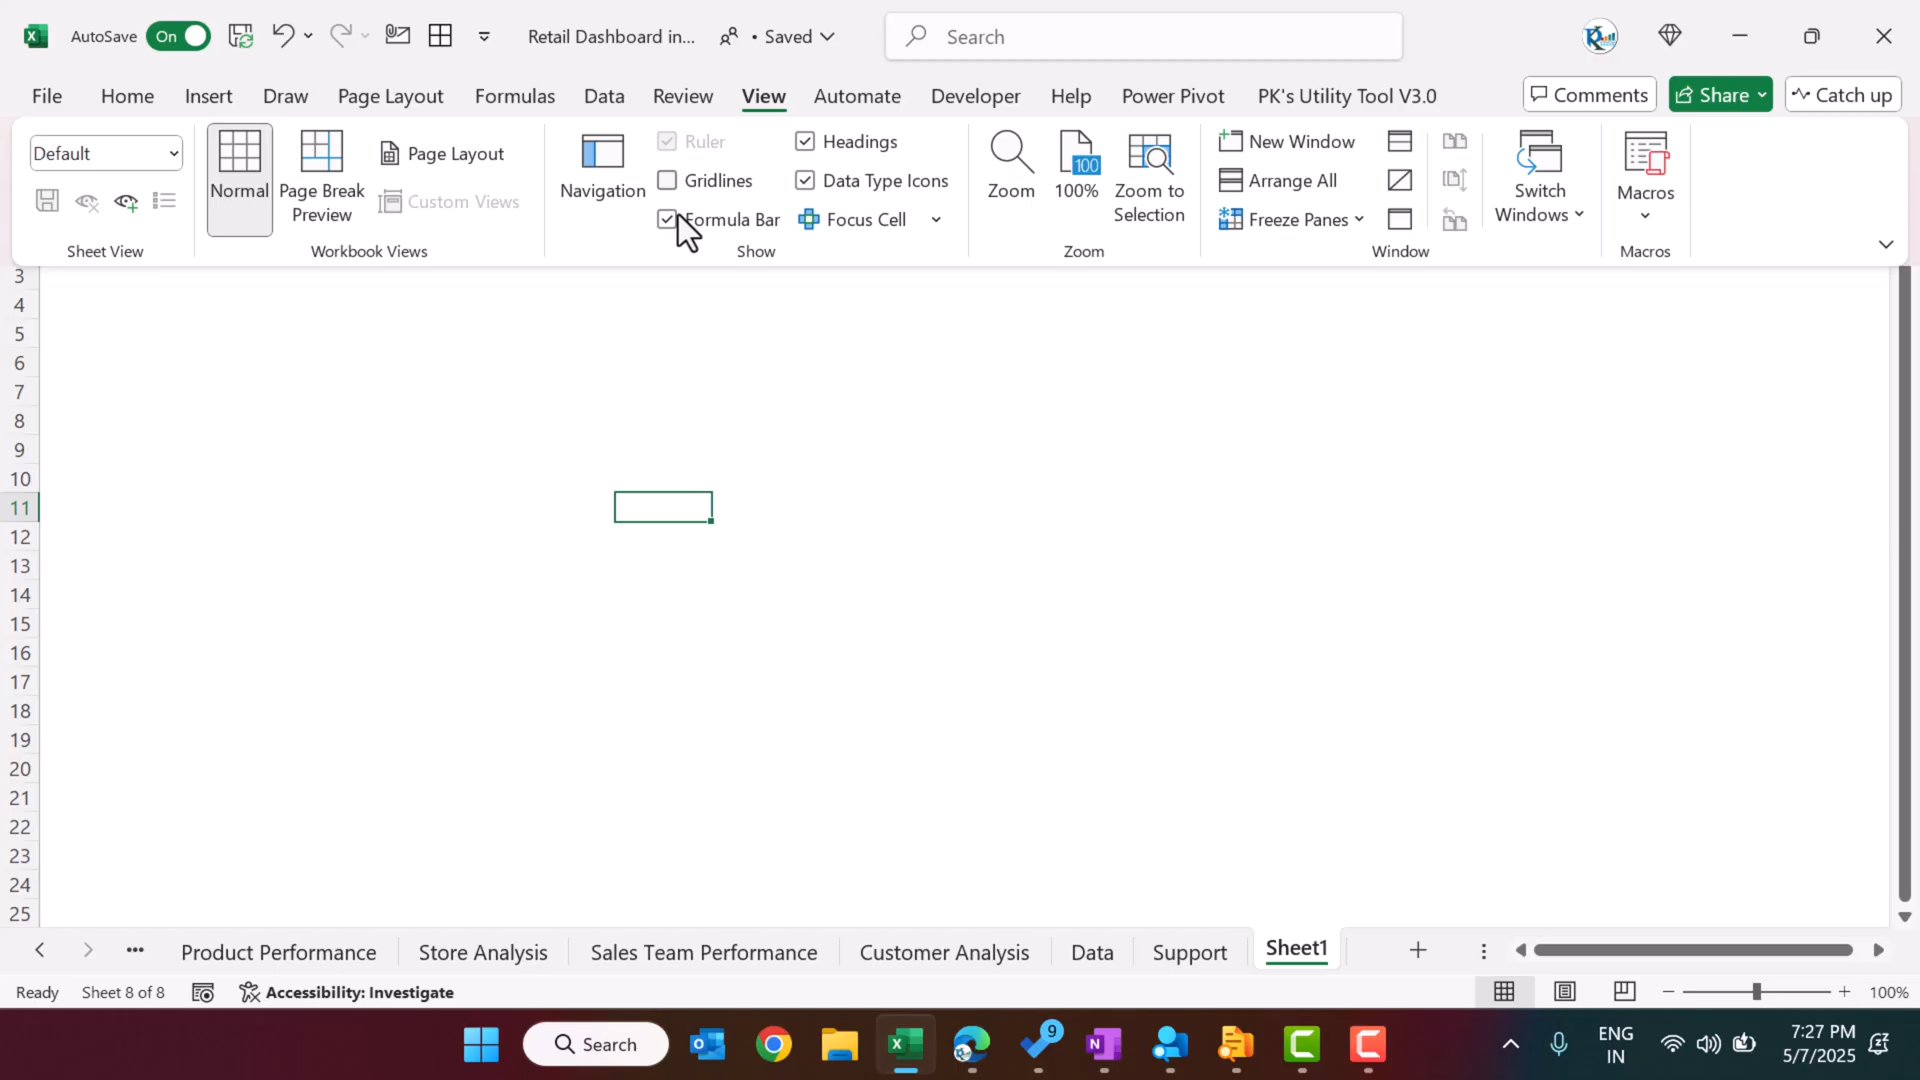 AutoSave On Retail Dashboard in... • Saved Search
File Home Insert Draw Page Layout Formulas Data Review View Automate Developer Help Power Pivot PK's Utility Tool V3.0 Comments Share Catch up
Default
Normal
Page Break
Preview
Page Layout
Custom Views
Navigation
Ruler
Gridlines
Formula Bar
Headings
Data Type Icons
Focus Cell
Zoom
100
100%
Zoom to
Selection
New Window
Arrange All
Freeze Panes
Switch
Windows
Macros
Sheet View Workbook Views Show Zoom Window Macros
3
4
5
6
7
8
9
10
11
12
13
14
15
16
17
18
19
20
21
22
23
24
25
Product Performance Store Analysis Sales Team Performance Customer Analysis Data Support Sheet1
Ready Sheet 8 of 8 Accessibility: Investigate 100%
Search 9 ENG
IN
7:27 PM
5/7/2025